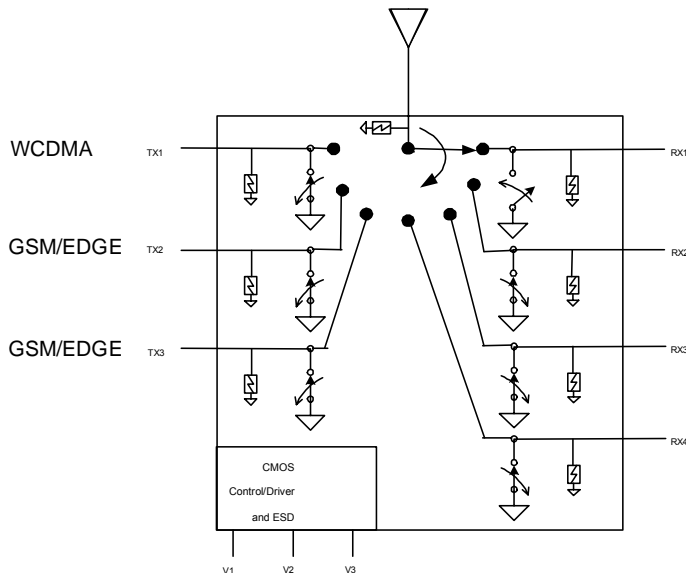 WCDMA TX1 RX1
GSM/EDGE TX2 RX2
GSM/EDGE TX3 RX3
RX4
CMOS
Control/Driver
and ESD
V1 V2 V3